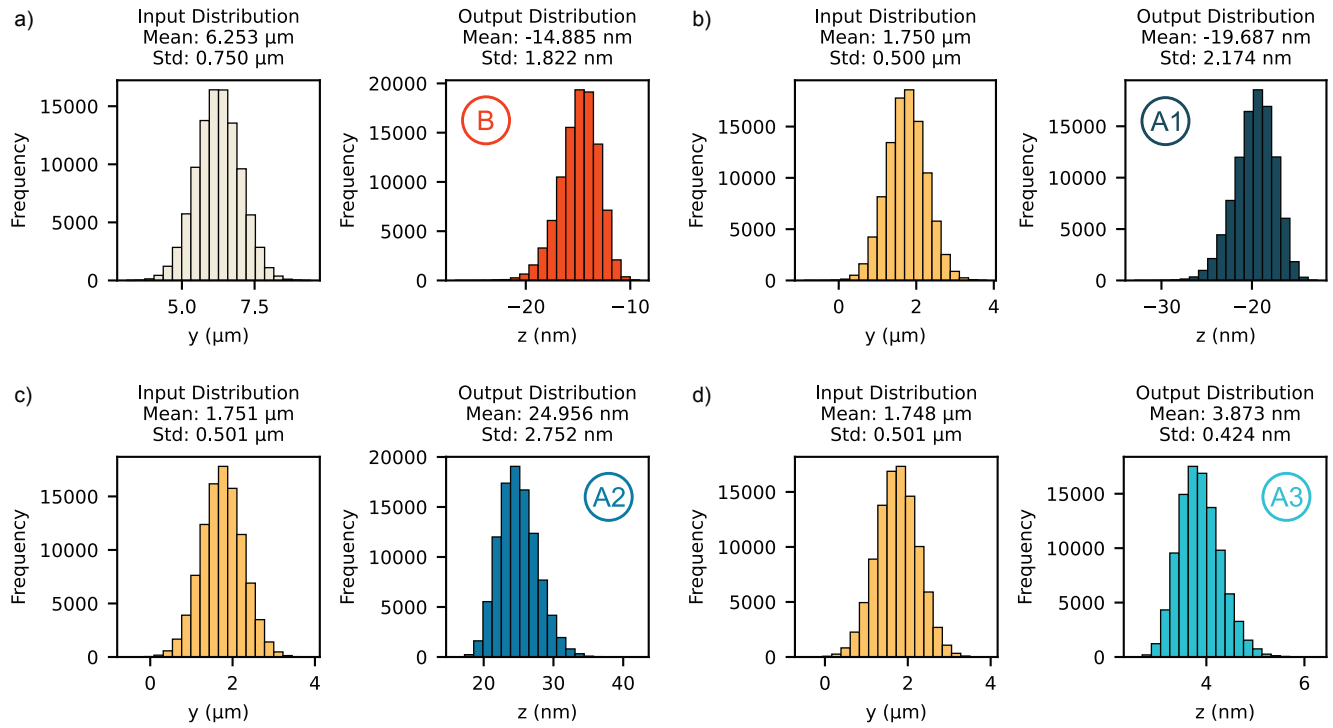 a)
Input Distribution
Mean: 6.253 μm
Std: 0.750 μm
Frequency
15000
10000
5000
0
5.0 7.5
y (μm)
Output Distribution
Mean: -14.885 nm
Std: 1.822 nm
Frequency
20000
15000
10000
5000
0
B
−20 −10
z (nm)
b)
Input Distribution
Mean: 1.750 μm
Std: 0.500 μm
Frequency
15000
10000
5000
0
0 2 4
y (μm)
Output Distribution
Mean: -19.687 nm
Std: 2.174 nm
Frequency
15000
10000
5000
0
A1
−30 −20
z (nm)
c)
Input Distribution
Mean: 1.751 μm
Std: 0.501 μm
Frequency
15000
10000
5000
0
0 2 4
y (μm)
Output Distribution
Mean: 24.956 nm
Std: 2.752 nm
Frequency
20000
15000
10000
5000
0
A2
20 30 40
z (nm)
d)
Input Distribution
Mean: 1.748 μm
Std: 0.501 μm
Frequency
15000
10000
5000
0
0 2 4
y (μm)
Output Distribution
Mean: 3.873 nm
Std: 0.424 nm
Frequency
15000
10000
5000
0
A3
4 6
z (nm)